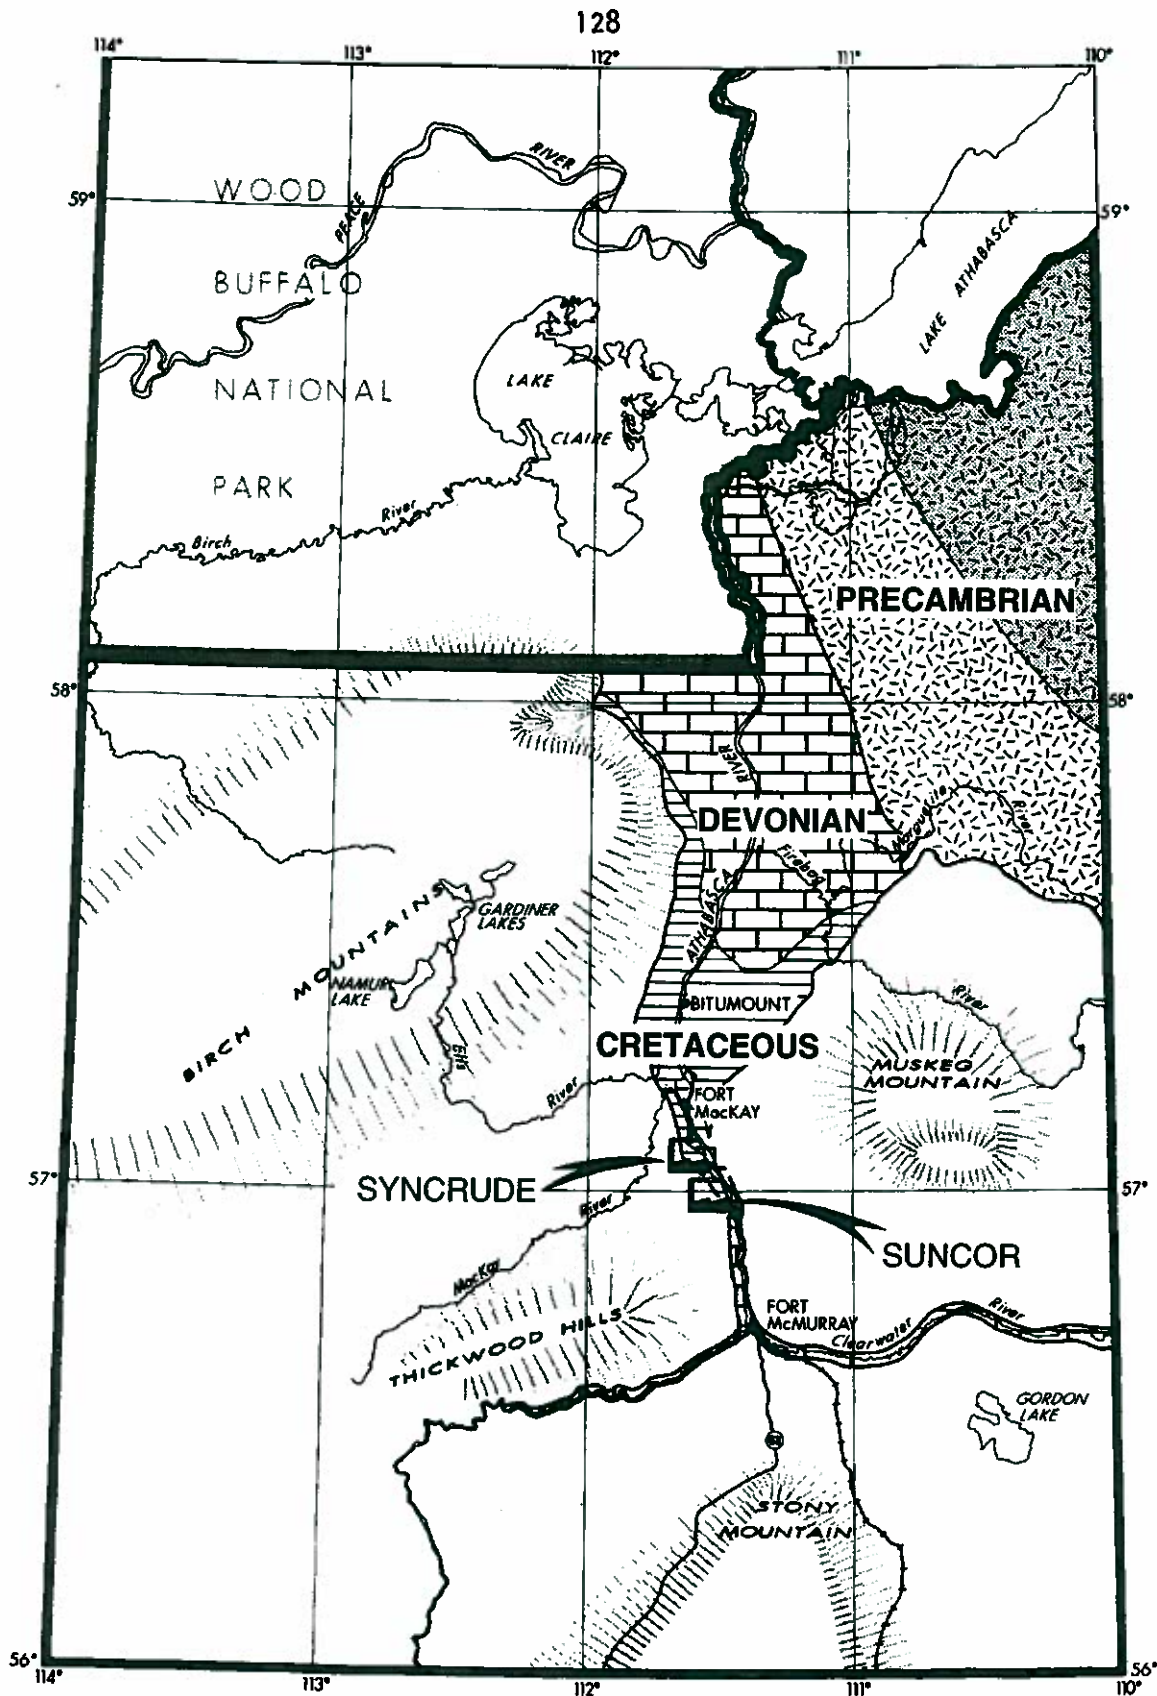 128
114°
113°
112°
111°
110°
RIVER
WOOD
59°
59°
PEACE
LAKE ATHABASCA
BUFFALO
LAKE
NATIONAL
CLAIRE
PARK
River
Birch
PRECAMBRIAN
58°
58°
RIVER
DEVONIAN
Marguerite
River
Firebag
ATHABASCA
GARDINER
LAKES
BIRCH MOUNTAINS
NAMUR
LAKE
River
BITUMOUNT
CRETACEOUS
Ells
River
MUSKEG
MOUNTAIN
FORT
MacKAY
57°
SYNCRUDE
57°
River
SUNCOR
MacKay
FORT
McMURRAY
River
Clearwater
THICKWOOD HILLS
GORDON
LAKE
STONY
MOUNTAIN
56°
56°
114°
113°
112°
111°
110°